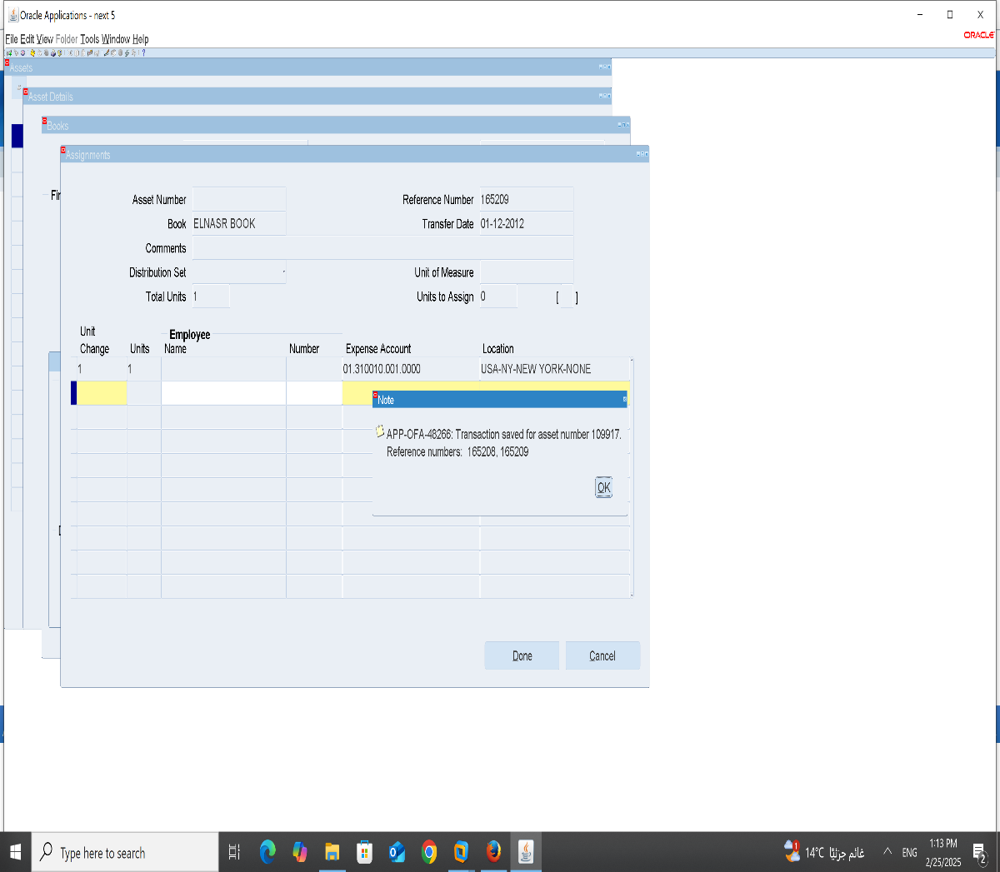 Oracle Applications - next 5
File Edit View Folder Tools Window Help
ORACLE
Assets
Asset Details
Books
Assignments
Fir
Asset Number
Reference Number 165209
Book ELNASR BOOK
Transfer Date 01-12-2012
Comments
Distribution Set
Unit of Measure
Total Units 1
Units to Assign 0 [ ]
Unit Change
Units
Employee
Name
Number
Expense Account
Location
1 1 01.310010.001.0000 USA-NY-NEW YORK-NONE
Note
APP-OFA-48266: Transaction saved for asset number 109917.
Reference numbers: 165208, 165209
OK
Done
Cancel
Type here to search
1
14°C غائم جزئيًا
ENG
1:13 PM
2/25/2025
2